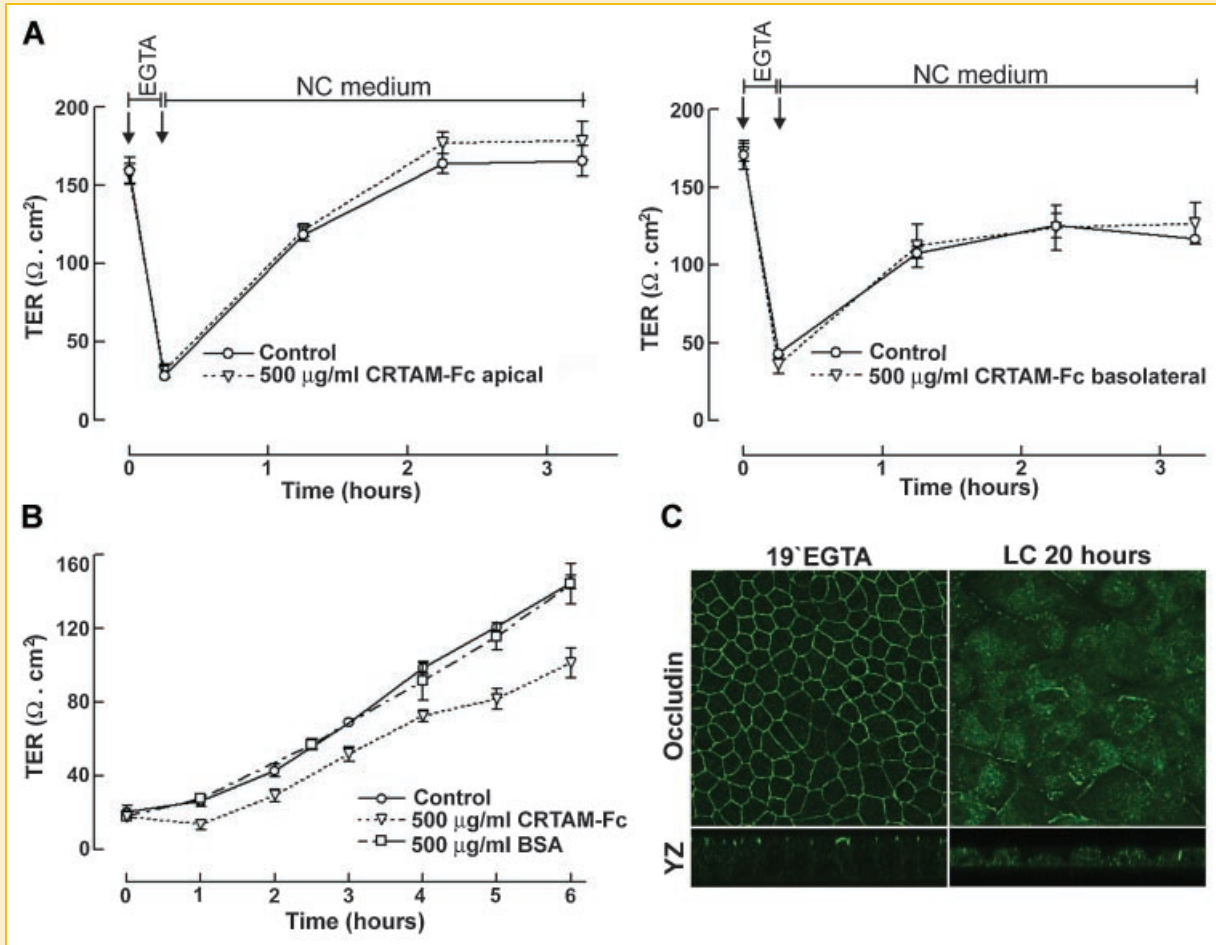 A
EGTA
NC medium
200
150
100
50
0
TER (Ω . cm²)
Control
500 µg/ml CRTAM-Fc apical
0 1 2 3
Time (hours)
EGTA
NC medium
200
150
100
50
0
TER (Ω . cm²)
Control
500 µg/ml CRTAM-Fc basolateral
0 1 2 3
Time (hours)
B
160
120
80
40
0
TER (Ω . cm²)
Control
500 µg/ml CRTAM-Fc
500 µg/ml BSA
0 1 2 3 4 5 6
Time (hours)
C
19`EGTA LC 20 hours
Occludin
YZ